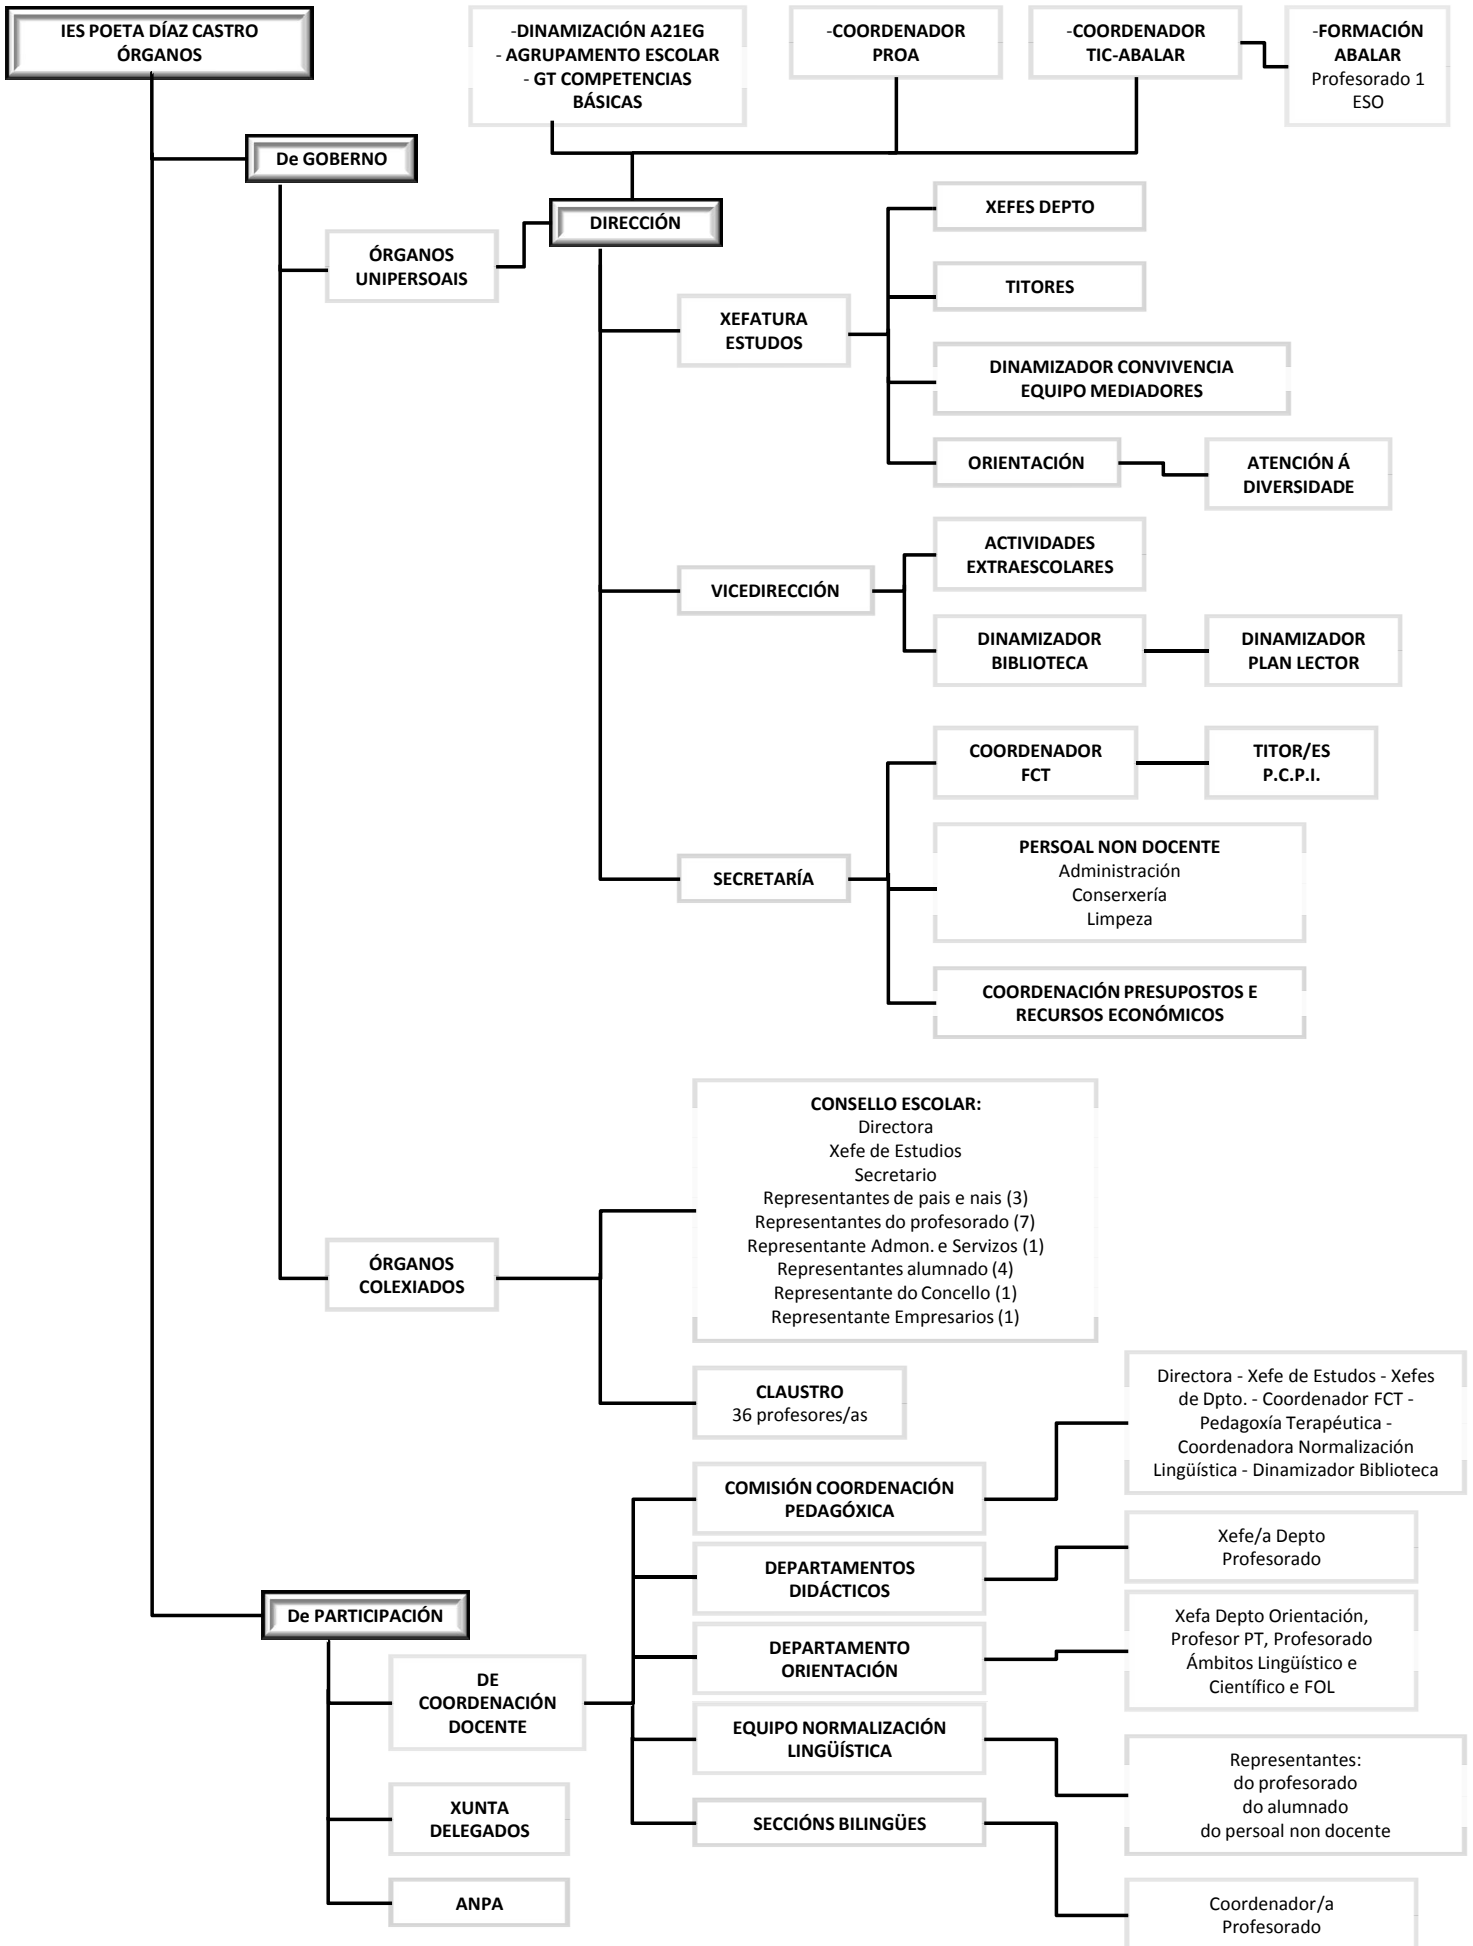 IES POETA DÍAZ CASTRO
ÓRGANOS
-DINAMIZACIÓN A21EG
- AGRUPAMENTO ESCOLAR
- GT COMPETENCIAS
BÁSICAS
-COORDENADOR
PROA
-COORDENADOR
TIC-ABALAR
-FORMACIÓN
ABALAR
Profesorado 1
ESO
De GOBERNO
DIRECCIÓN
ÓRGANOS
UNIPERSOAIS
XEFATURA
ESTUDOS
XEFES DEPTO
TITORES
DINAMIZADOR CONVIVENCIA
EQUIPO MEDIADORES
ORIENTACIÓN
ATENCIÓN Á
DIVERSIDADE
VICEDIRECCIÓN
ACTIVIDADES
EXTRAESCOLARES
DINAMIZADOR
BIBLIOTECA
DINAMIZADOR
PLAN LECTOR
SECRETARÍA
COORDENADOR
FCT
TITOR/ES
P.C.P.I.
PERSOAL NON DOCENTE
Administración
Conserxería
Limpeza
COORDENACIÓN PRESUPOSTOS E
RECURSOS ECONÓMICOS
ÓRGANOS
COLEXIADOS
CONSELLO ESCOLAR:
Directora
Xefe de Estudios
Secretario
Representantes de pais e nais (3)
Representantes do profesorado (7)
Representante Admon. e Servizos (1)
Representantes alumnado (4)
Representante do Concello (1)
Representante Empresarios (1)
CLAUSTRO
36 profesores/as
De PARTICIPACIÓN
DE
COORDENACIÓN
DOCENTE
COMISIÓN COORDENACIÓN
PEDAGÓXICA
Directora - Xefe de Estudos - Xefes
de Dpto. - Coordenador FCT -
Pedagoxía Terapéutica -
Coordenadora Normalización
Lingüística - Dinamizador Biblioteca
DEPARTAMENTOS
DIDÁCTICOS
Xefe/a Depto
Profesorado
DEPARTAMENTO
ORIENTACIÓN
Xefa Depto Orientación,
Profesor PT, Profesorado
Ámbitos Lingüístico e
Científico e FOL
EQUIPO NORMALIZACIÓN
LINGÜÍSTICA
Representantes:
do profesorado
do alumnado
do persoal non docente
SECCIÓNS BILINGÜES
Coordenador/a
Profesorado
XUNTA
DELEGADOS
ANPA